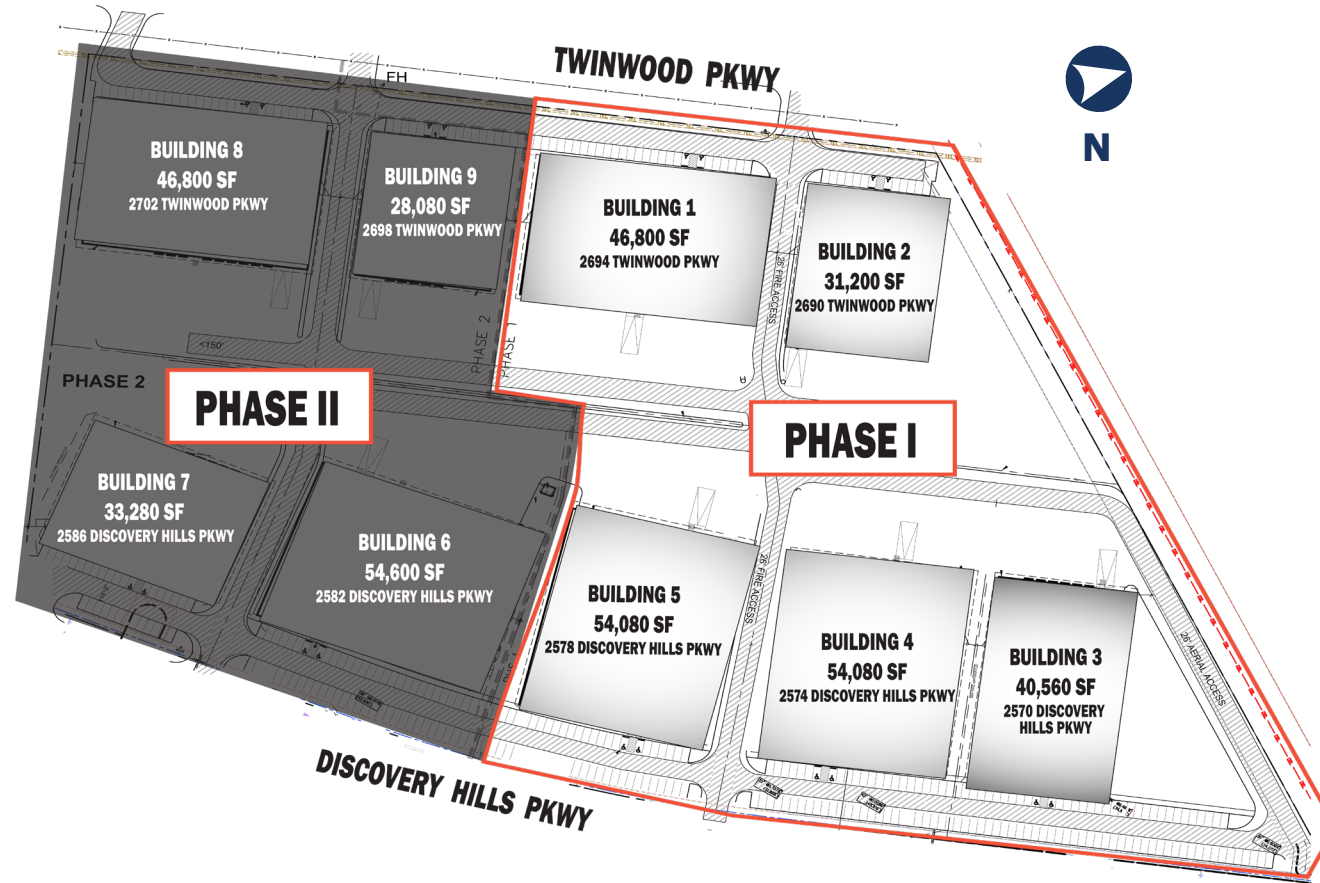 TWINWOOD PKWY
FH
N
BUILDING 8
46,800 SF
2702 TWINWOOD PKWY
BUILDING 9
28,080 SF
2698 TWINWOOD PKWY
BUILDING 1
46,800 SF
2694 TWINWOOD PKWY
BUILDING 2
31,200 SF
2690 TWINWOOD PKWY
26' FIRE ACCESS
<150'
PHASE 2
PHASE 1
PHASE 2
PHASE II
PHASE I
BUILDING 7
33,280 SF
2586 DISCOVERY HILLS PKWY
BUILDING 6
54,600 SF
2582 DISCOVERY HILLS PKWY
BUILDING 5
54,080 SF
2578 DISCOVERY HILLS PKWY
26' FIRE ACCESS
BUILDING 4
54,080 SF
2574 DISCOVERY HILLS PKWY
BUILDING 3
40,560 SF
2570 DISCOVERY
HILLS PKWY
26' AERIAL ACCESS
DISCOVERY HILLS PKWY